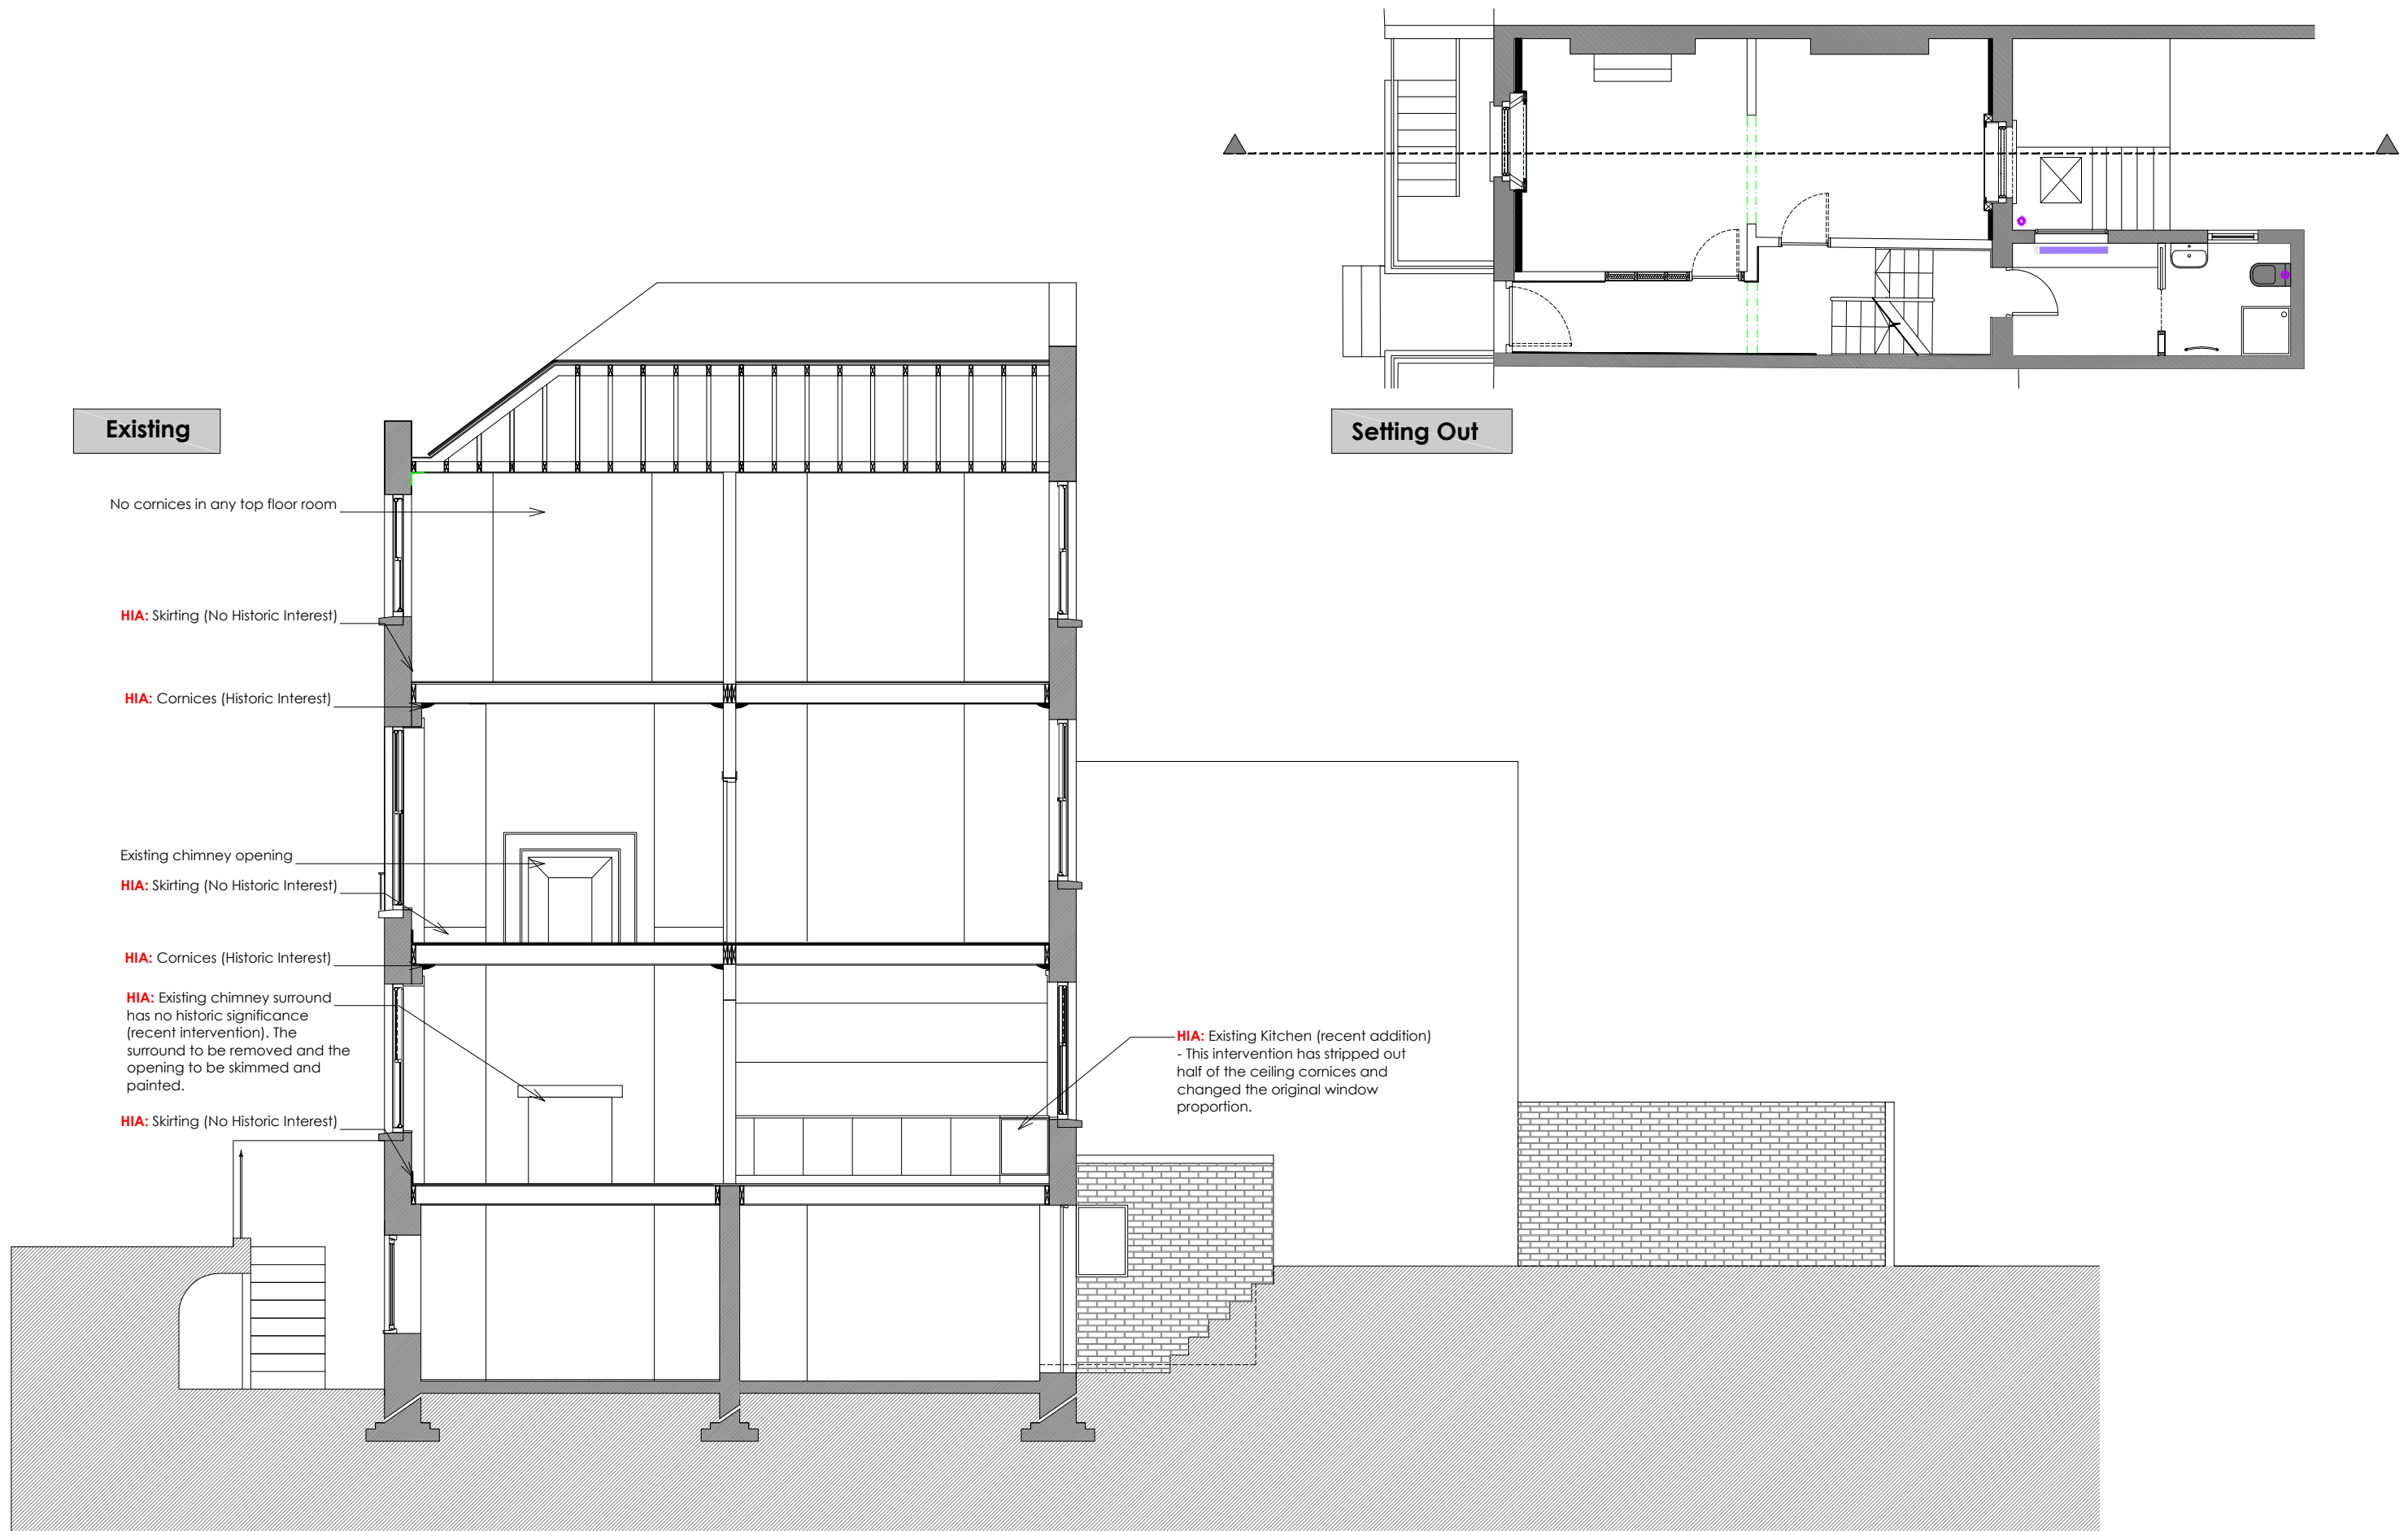 Existing
Setting Out
No cornices in any top floor room
HIA: Skirting (No Historic Interest)
HIA: Cornices (Historic Interest)
Existing chimney opening
HIA: Skirting (No Historic Interest)
HIA: Cornices (Historic Interest)
HIA: Existing chimney surround
has no historic significance
(recent intervention). The
surround to be removed and the
opening to be skimmed and
painted.
HIA: Skirting (No Historic Interest)
HIA: Existing Kitchen (recent addition)
- This intervention has stripped out
half of the ceiling cornices and
changed the original window
proportion.